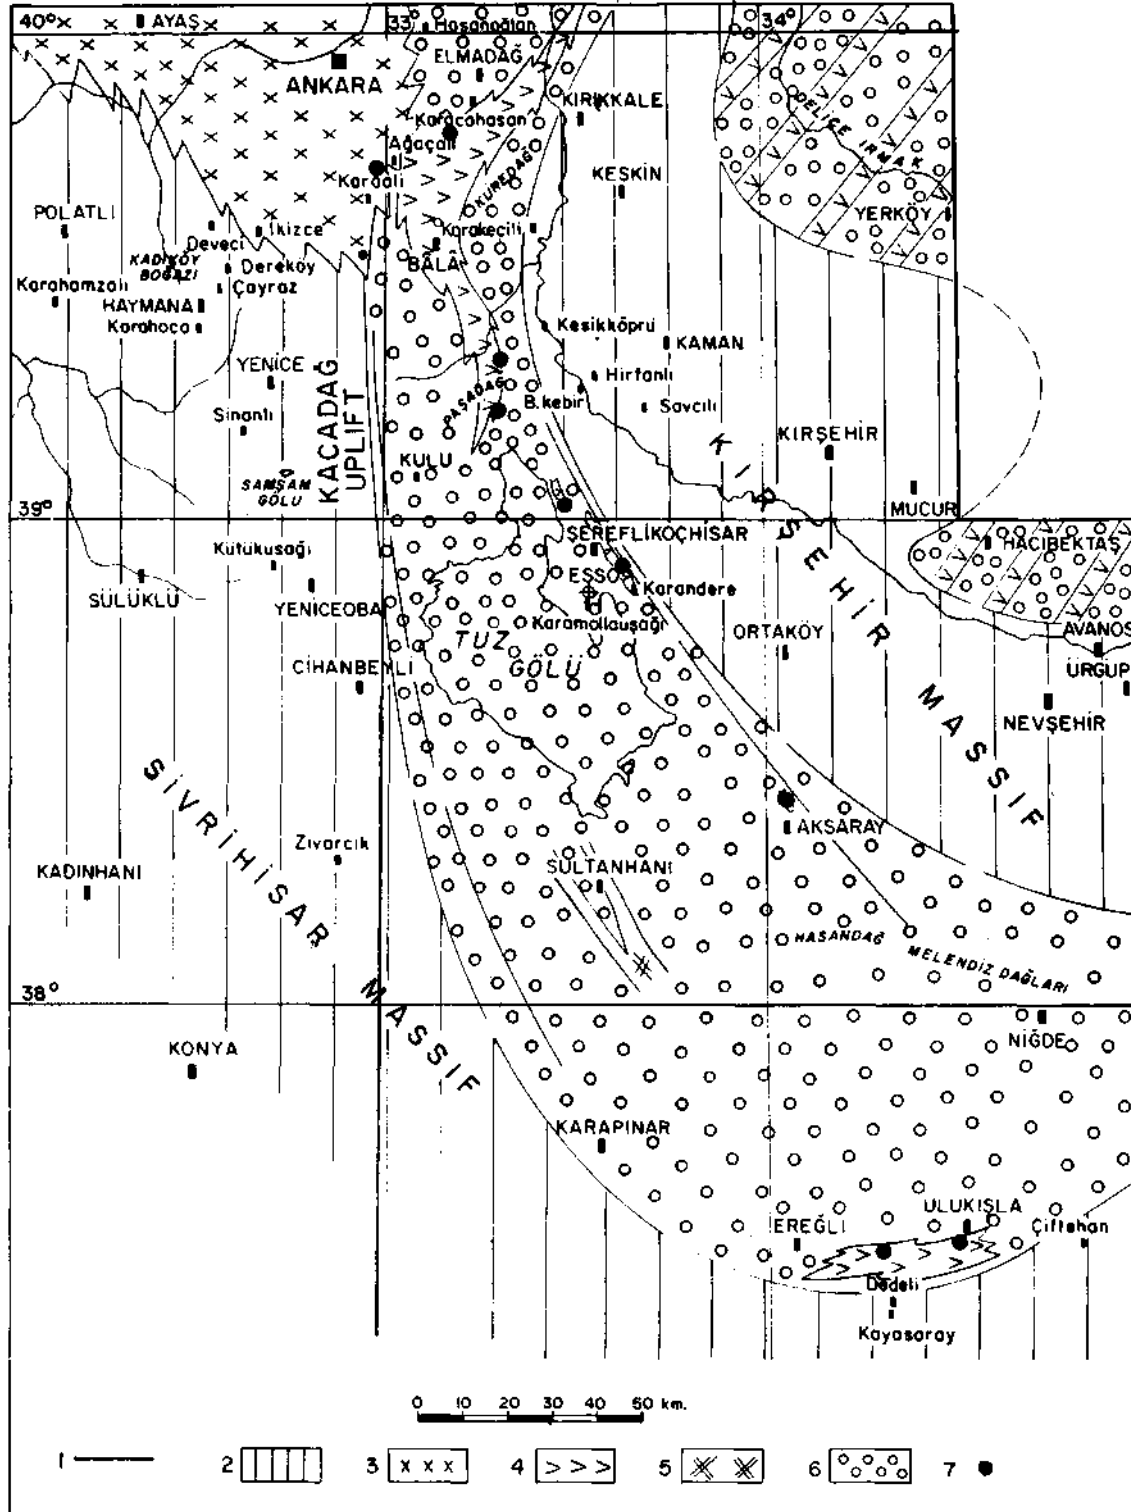 40°
AYAŞ
33°
Hasanoğlan
34°
ELMADAĞ
ANKARA
KIRIKKALE
Karacahasan
DELİCE IRMAK
Ağaçalı
KÜREDAĞ
KESKİN
Karaali
POLATLI
YERKÖY
Deveci
İkizce
Karakeçili
KADIKÖY
BOĞAZI
Dereköy
BÂLÂ
Karahamzalı
Çayraz
HAYMANA
Karahoca
Kesikköprü
KAMAN
YENİCE
Hirfanlı
KACADAĞ
UPLIFT
PAŞADAĞ
B.kebir
Savcılı
Sinanlı
KIRŞEHİR
KULU
SAMSAM
GÖLÜ
MUCUR
39°
ŞEREFLİKOÇHİSAR
HACIBEKTAŞ
Kütükuşağı
ESSO
SÜLÜKLÜ
YENİCEOBA
Karandere
Karamollauşağı
ORTAKÖY
AVANOS
TUZ
GÖLÜ
CİHANBEYLİ
ÜRGÜP
NEVŞEHİR
KIRŞEHİR MASSIF
AKSARAY
Zıvarcık
SULTANHANI
KADINHANI
SİVRİHİSAR MASSIF
HASANDAĞ
MELENDİZ DAĞLARI
38°
NİĞDE
KONYA
KARAPINAR
ULUKIŞLA
EREĞLİ
Çiftehan
Dedeli
Kayasaray
0 10 20 30 40 50 km.
1 2 3 4 5 6 7